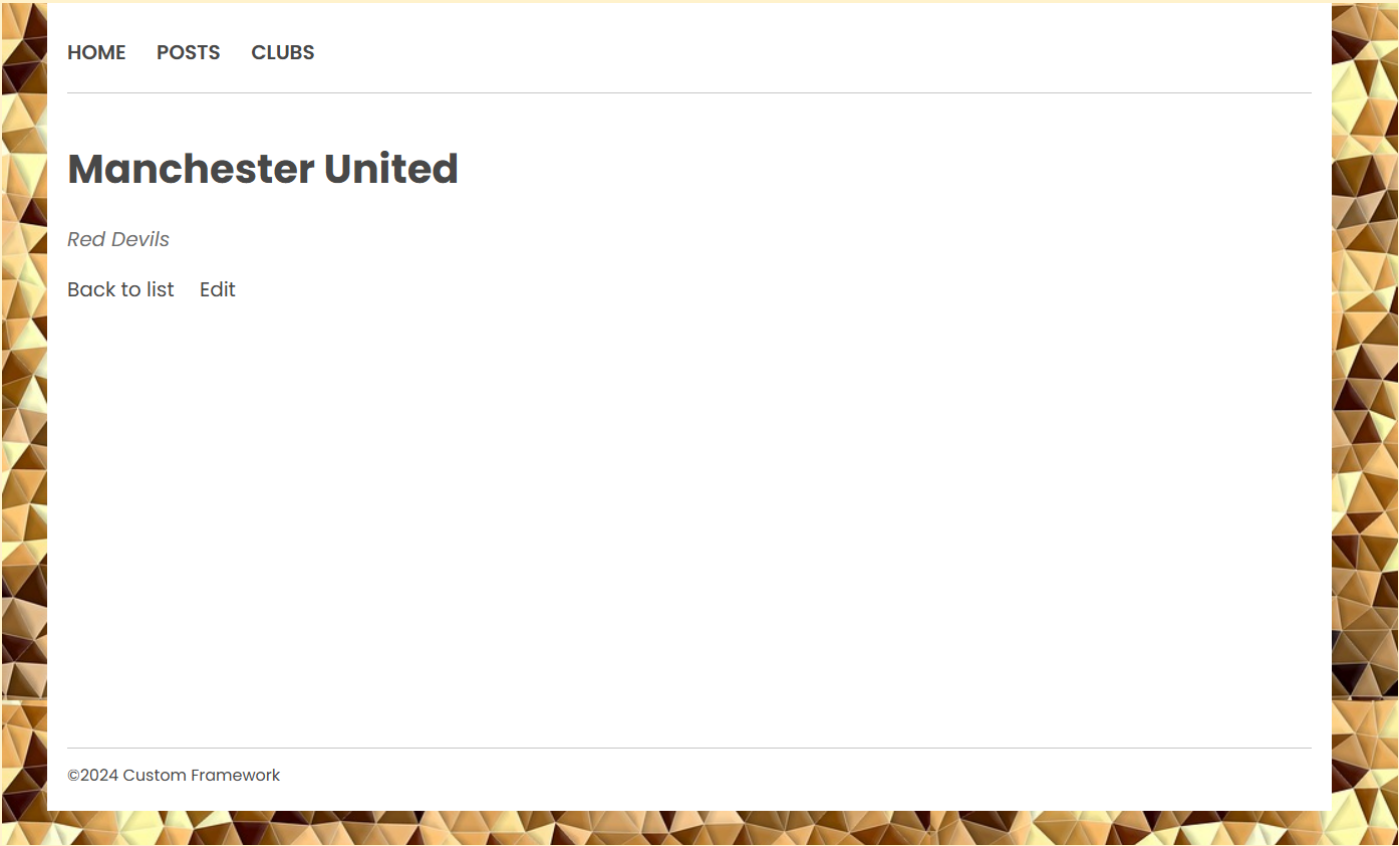 HOME POSTS CLUBS
Manchester United
Red Devils
Back to list Edit
©2024 Custom Framework